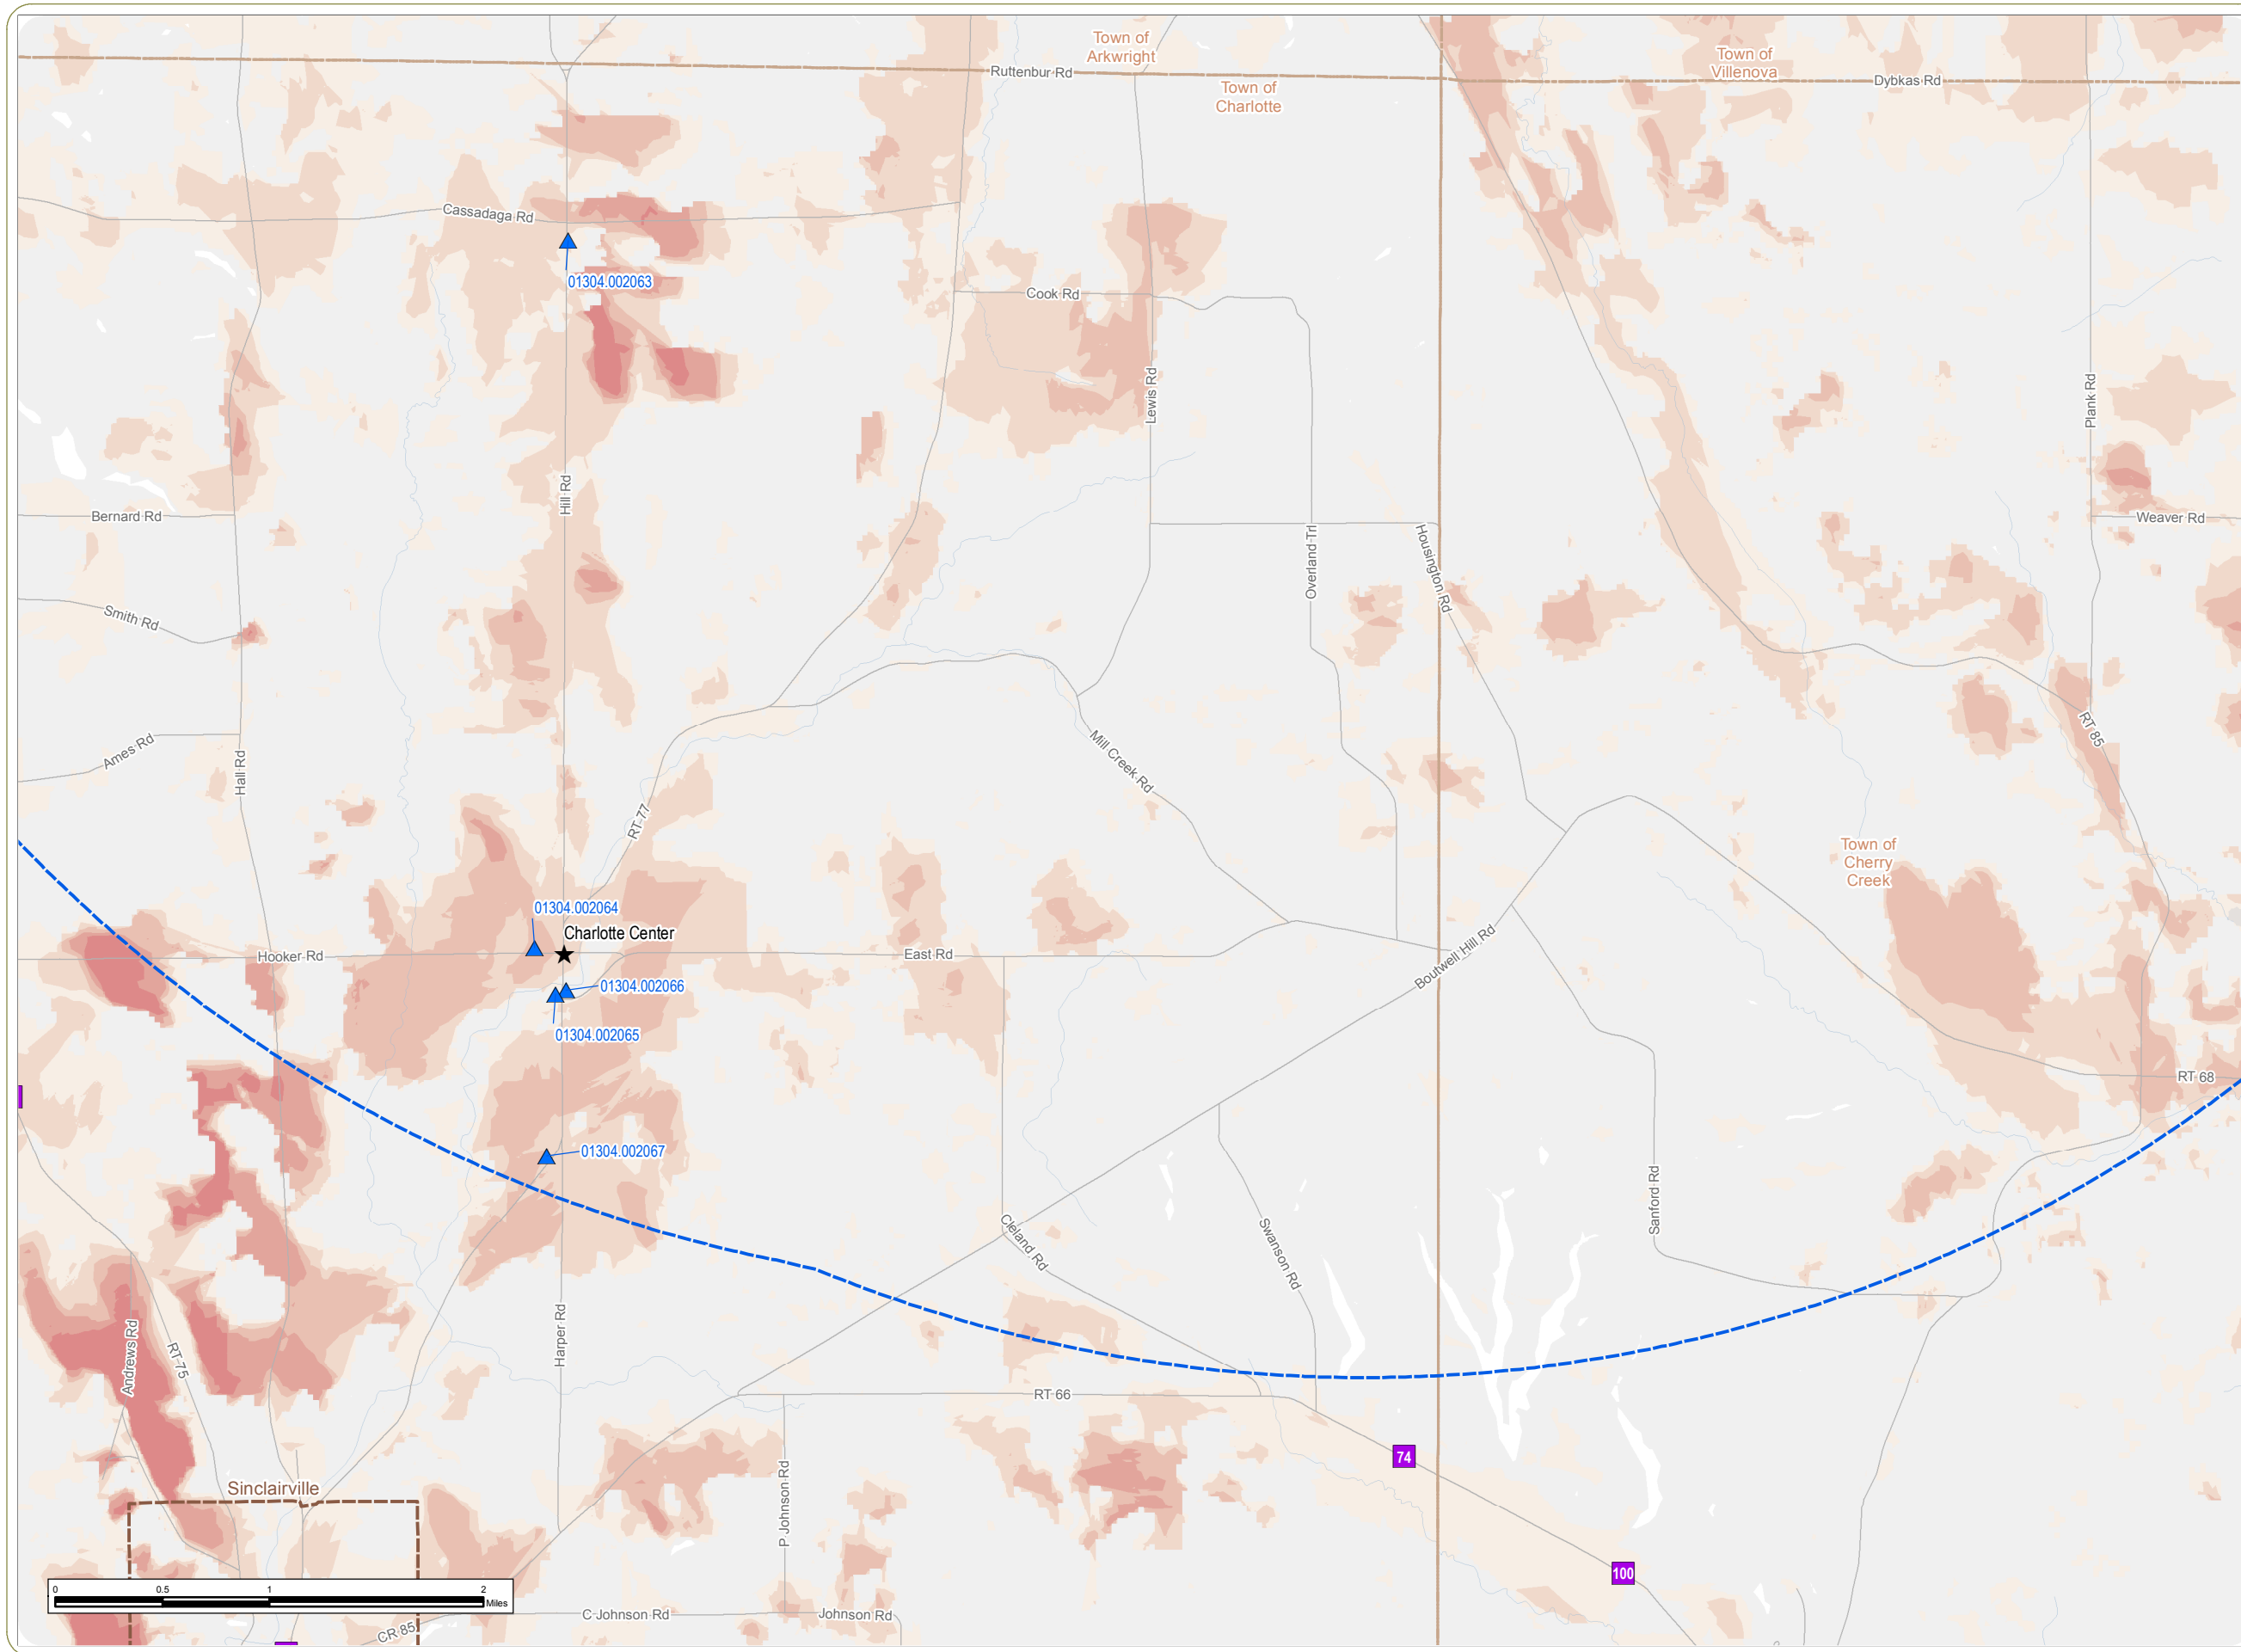 Town of
Arkwright
Ruttenbur Rd
Town of
Charlotte
Town of
Villenova
Dybkas Rd
Cassadaga Rd
01304.002063
Cook Rd
Lewis Rd
Plank Rd
Hill Rd
Bernard Rd
Weaver Rd
Overland Trl
Housington Rd
Smith Rd
Ames Rd
Hall Rd
Mill Creek Rd
RT 85
RT 77
Town of
Cherry
Creek
01304.002064
Charlotte Center
Hooker Rd
East Rd
Boutwell Hill Rd
01304.002066
01304.002065
RT 68
01304.002067
Sanford Rd
Cleland Rd
Swanson Rd
Harper Rd
Andrews Rd
RT 75
RT 66
74
Sinclairville
P Johnson Rd
100
0 0.5 1 2
Miles
C Johnson Rd
Johnson Rd
CR 85